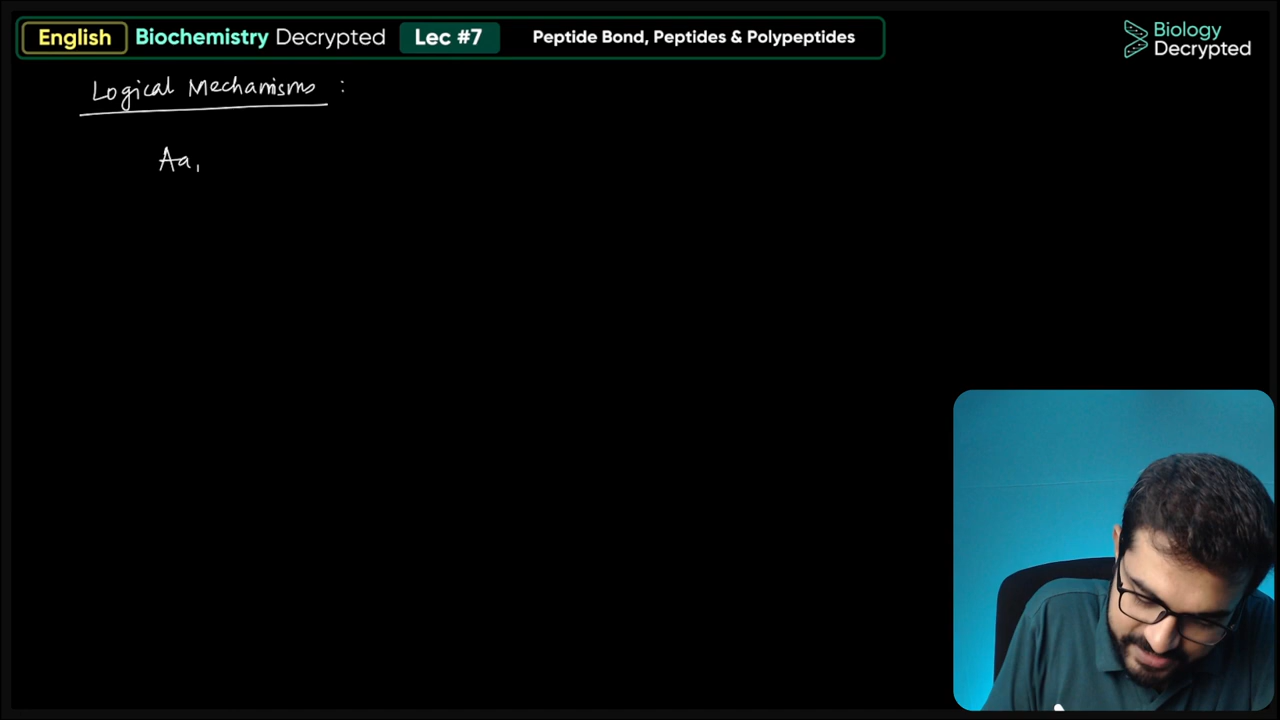 English Biochemistry Decrypted Lec #7 Peptide Bond, Peptides & Polypeptides
Biology
Decrypted
Logical Mechanisms :
Aa₁